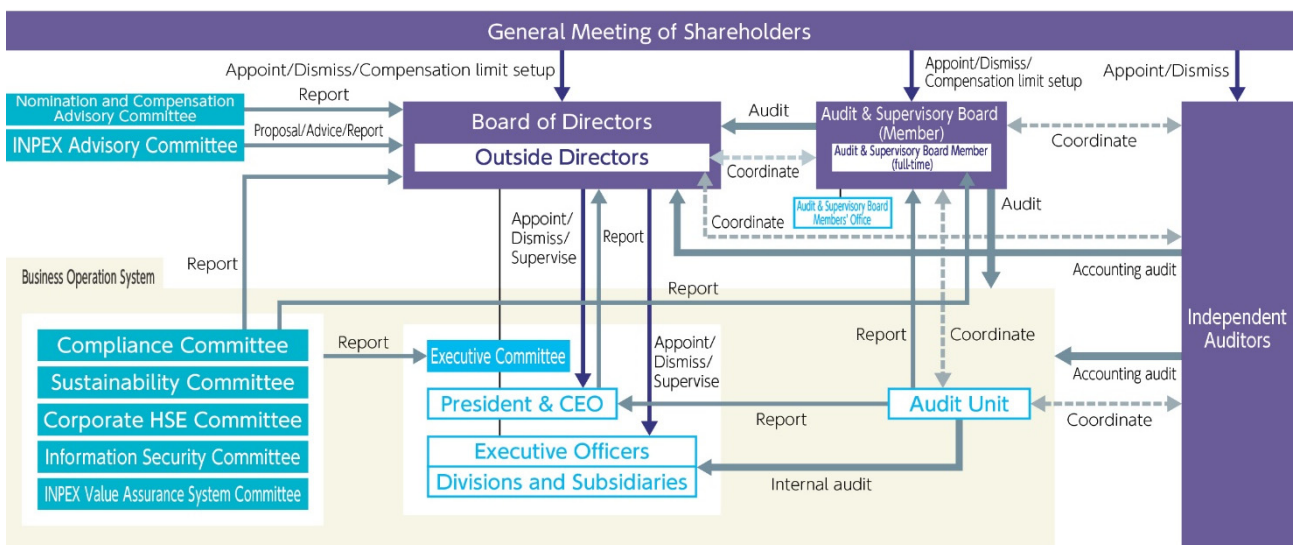 General Meeting of Shareholders
Appoint/Dismiss/Compensation limit setup
Appoint/Dismiss/
Compensation limit setup
Appoint/Dismiss
Nomination and Compensation
Advisory Committee
Report
INPEX Advisory Committee
Proposal/Advice/Report
Board of Directors
Outside Directors
Audit
Coordinate
Audit & Supervisory Board
(Member)
Audit & Supervisory Board Member
(full-time)
Audit & Supervisory Board
Members' Office
Coordinate
Coordinate
Audit
Accounting audit
Appoint/
Dismiss/
Supervise
Report
Report
Business Operation System
Report
Compliance Committee
Sustainability Committee
Corporate HSE Committee
Information Security Committee
INPEX Value Assurance System Committee
Report
Executive Committee
President & CEO
Appoint/
Dismiss/
Supervise
Executive Officers
Divisions and Subsidiaries
Report
Internal audit
Report
Coordinate
Audit Unit
Accounting audit
Coordinate
Independent
Auditors